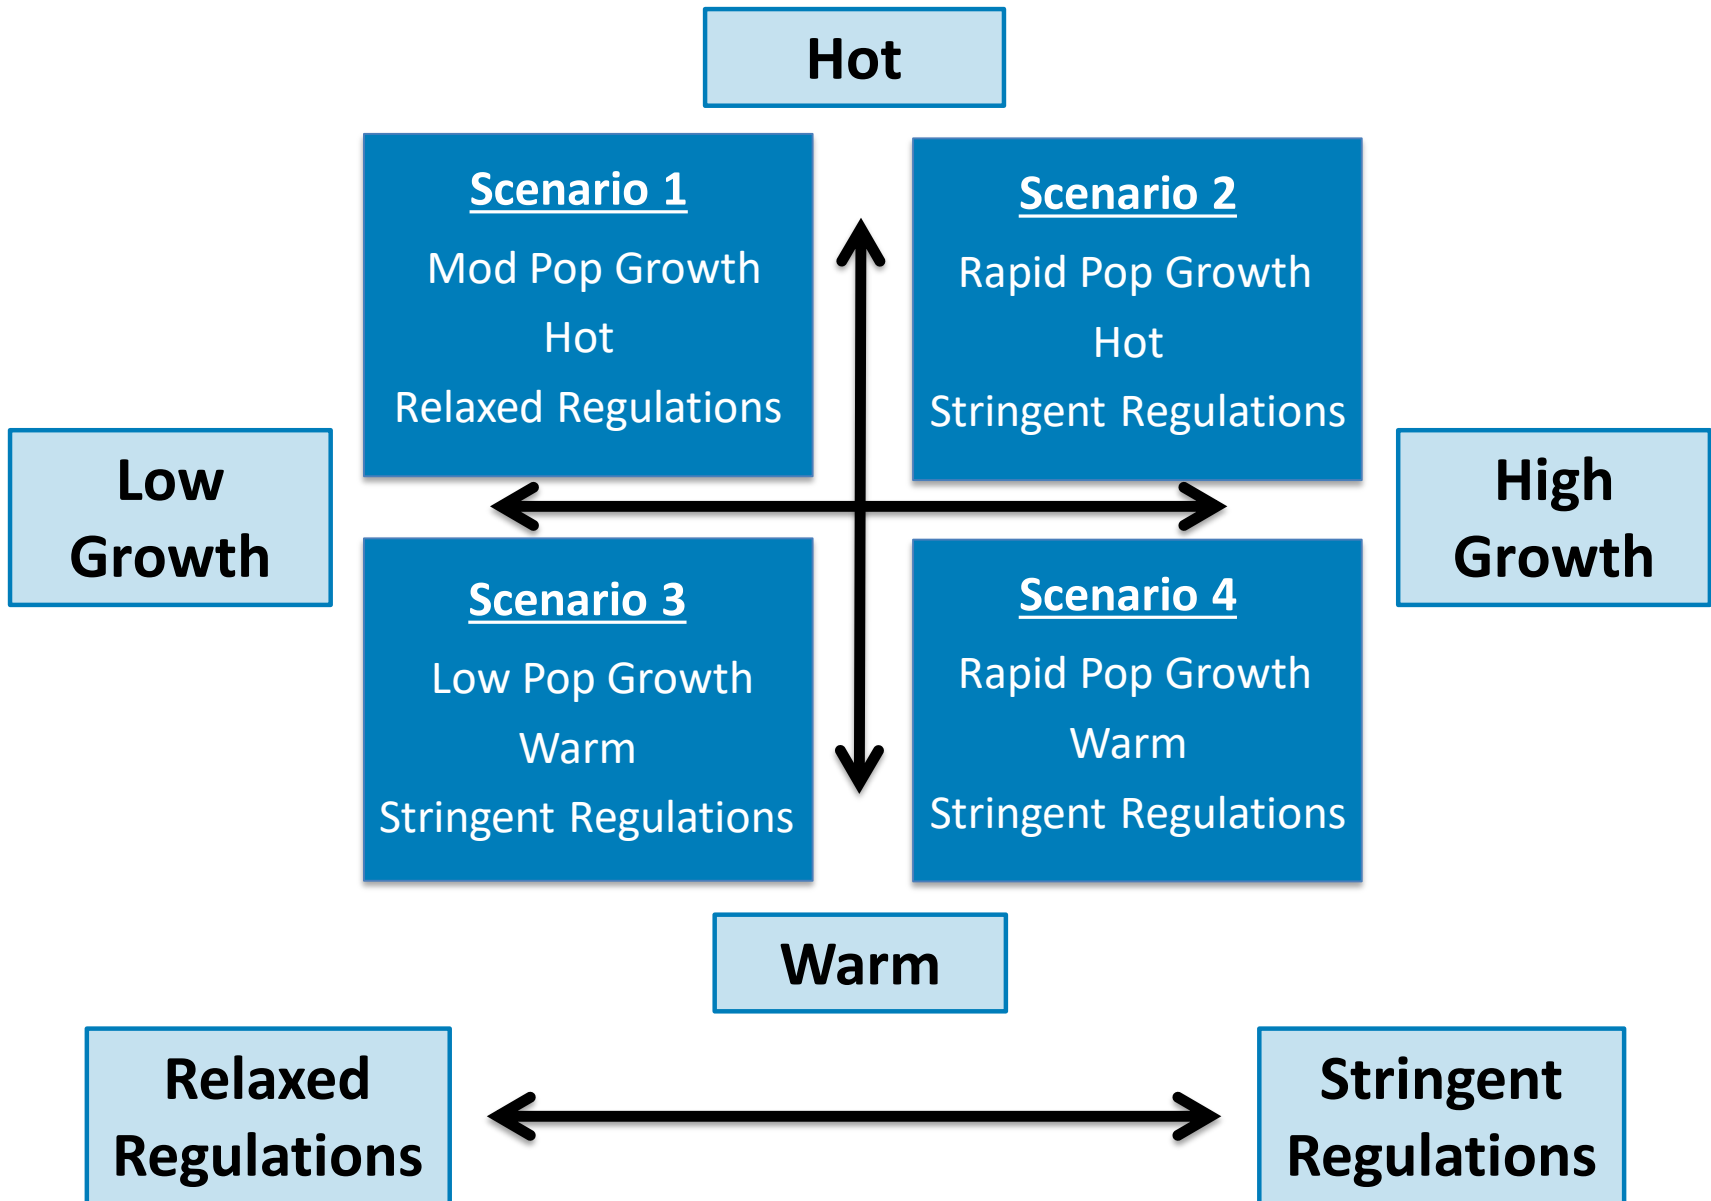 Hot
Scenario 1
Mod Pop Growth
Hot
Relaxed Regulations
Scenario 2
Rapid Pop Growth
Hot
Stringent Regulations
Low
Growth
High
Growth
Scenario 3
Low Pop Growth
Warm
Stringent Regulations
Scenario 4
Rapid Pop Growth
Warm
Stringent Regulations
Warm
Relaxed
Regulations
Stringent
Regulations